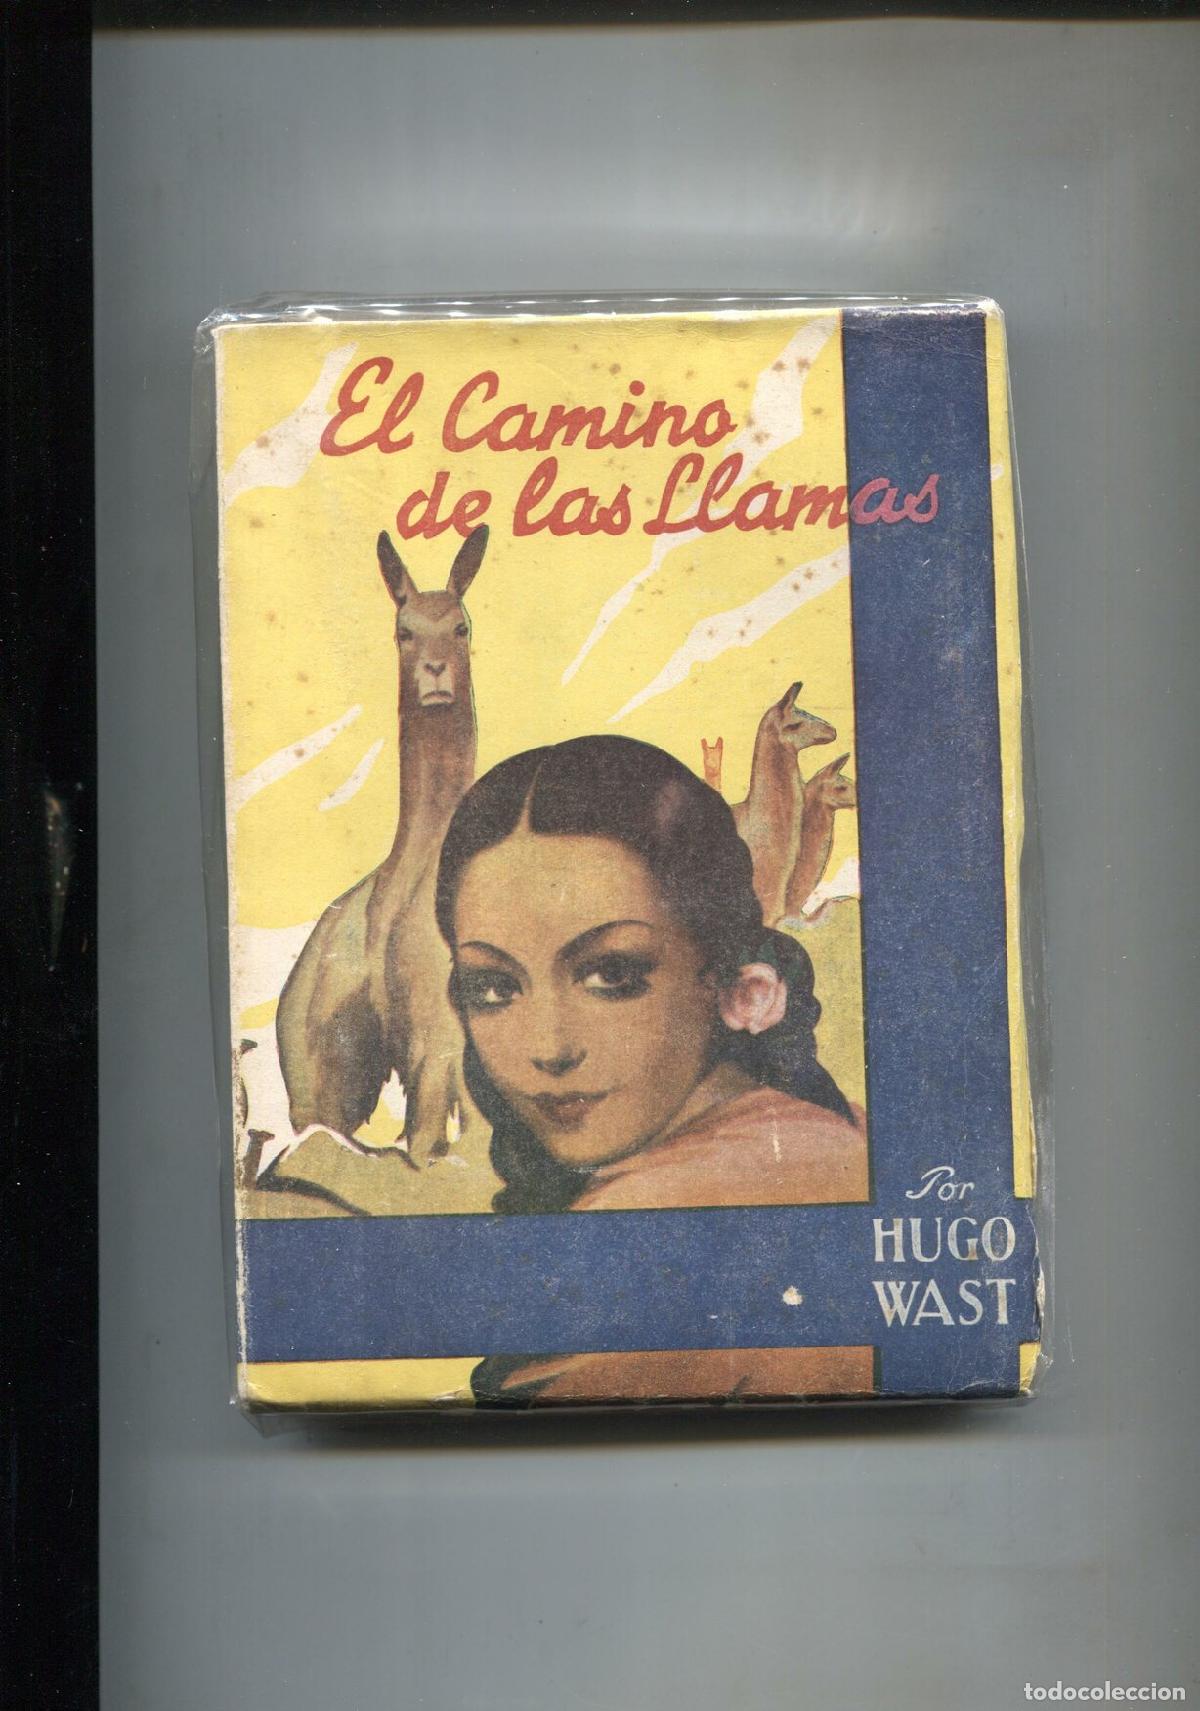 El Camino
de las Llamas
Por
HUGO
WAST
todocoleccion